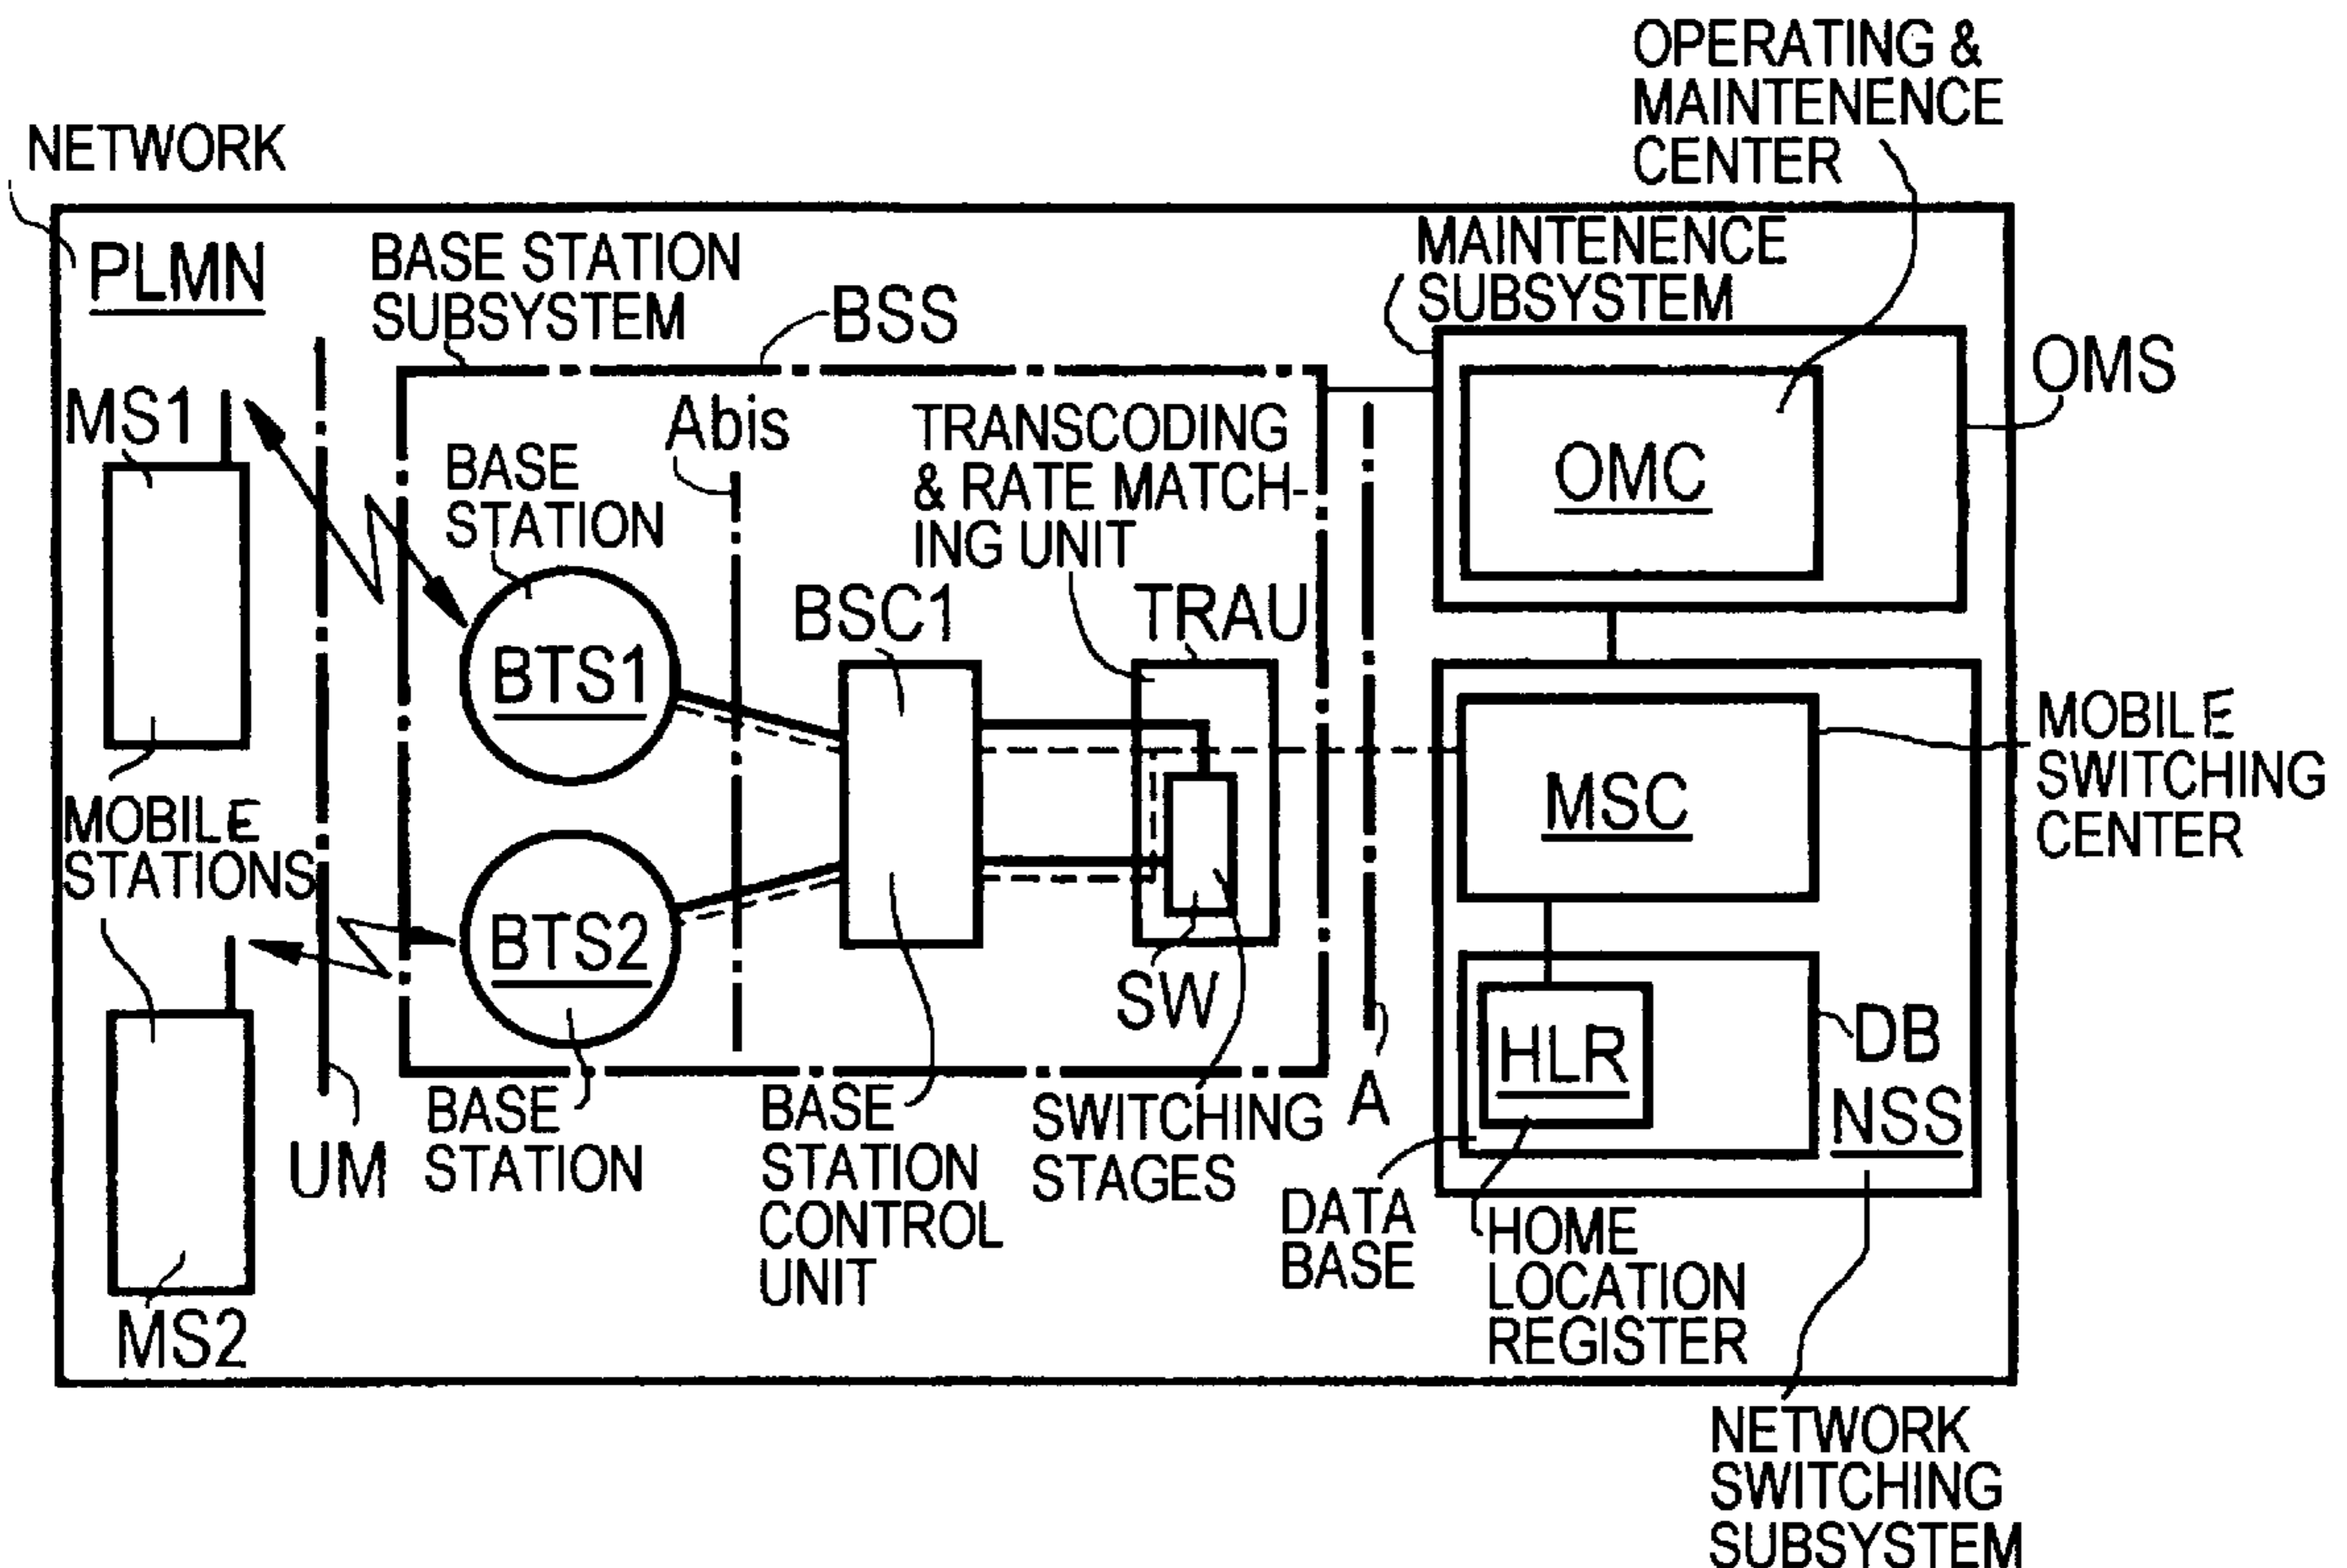 OPERATING &
MAINTENENCE
CENTER
NETWORK
PLMN
BASE STATION
SUBSYSTEM
BSS
MAINTENENCE
SUBSYSTEM
OMS
MS1
Abis
BASE
STATION
TRANSCODING
& RATE MATCH-
ING UNIT
OMC
BSC1
TRAU
BTS1
MOBILE
SWITCHING
CENTER
MSC
MOBILE
STATIONS
BTS2
SW
HLR
DB
NSS
UM
BASE
STATION
BASE
STATION
CONTROL
UNIT
SWITCHING
STAGES
A
DATA
BASE
HOME
LOCATION
REGISTER
MS2
NETWORK
SWITCHING
SUBSYSTEM